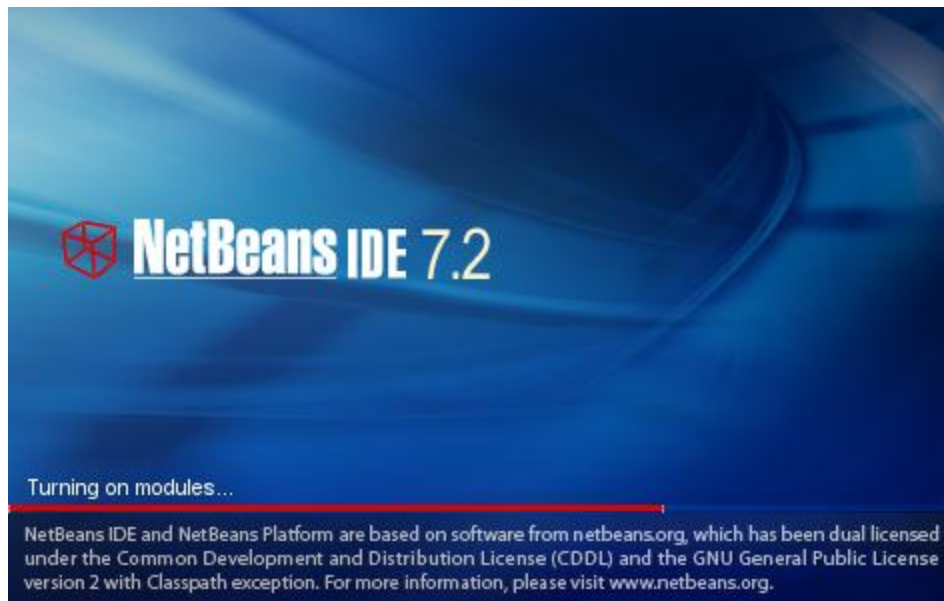 NetBeans IDE 7.2
Turning on modules...
NetBeans IDE and NetBeans Platform are based on software from netbeans.org, which has been dual licensed
under the Common Development and Distribution License (CDDL) and the GNU General Public License
version 2 with Classpath exception. For more information, please visit www.netbeans.org.